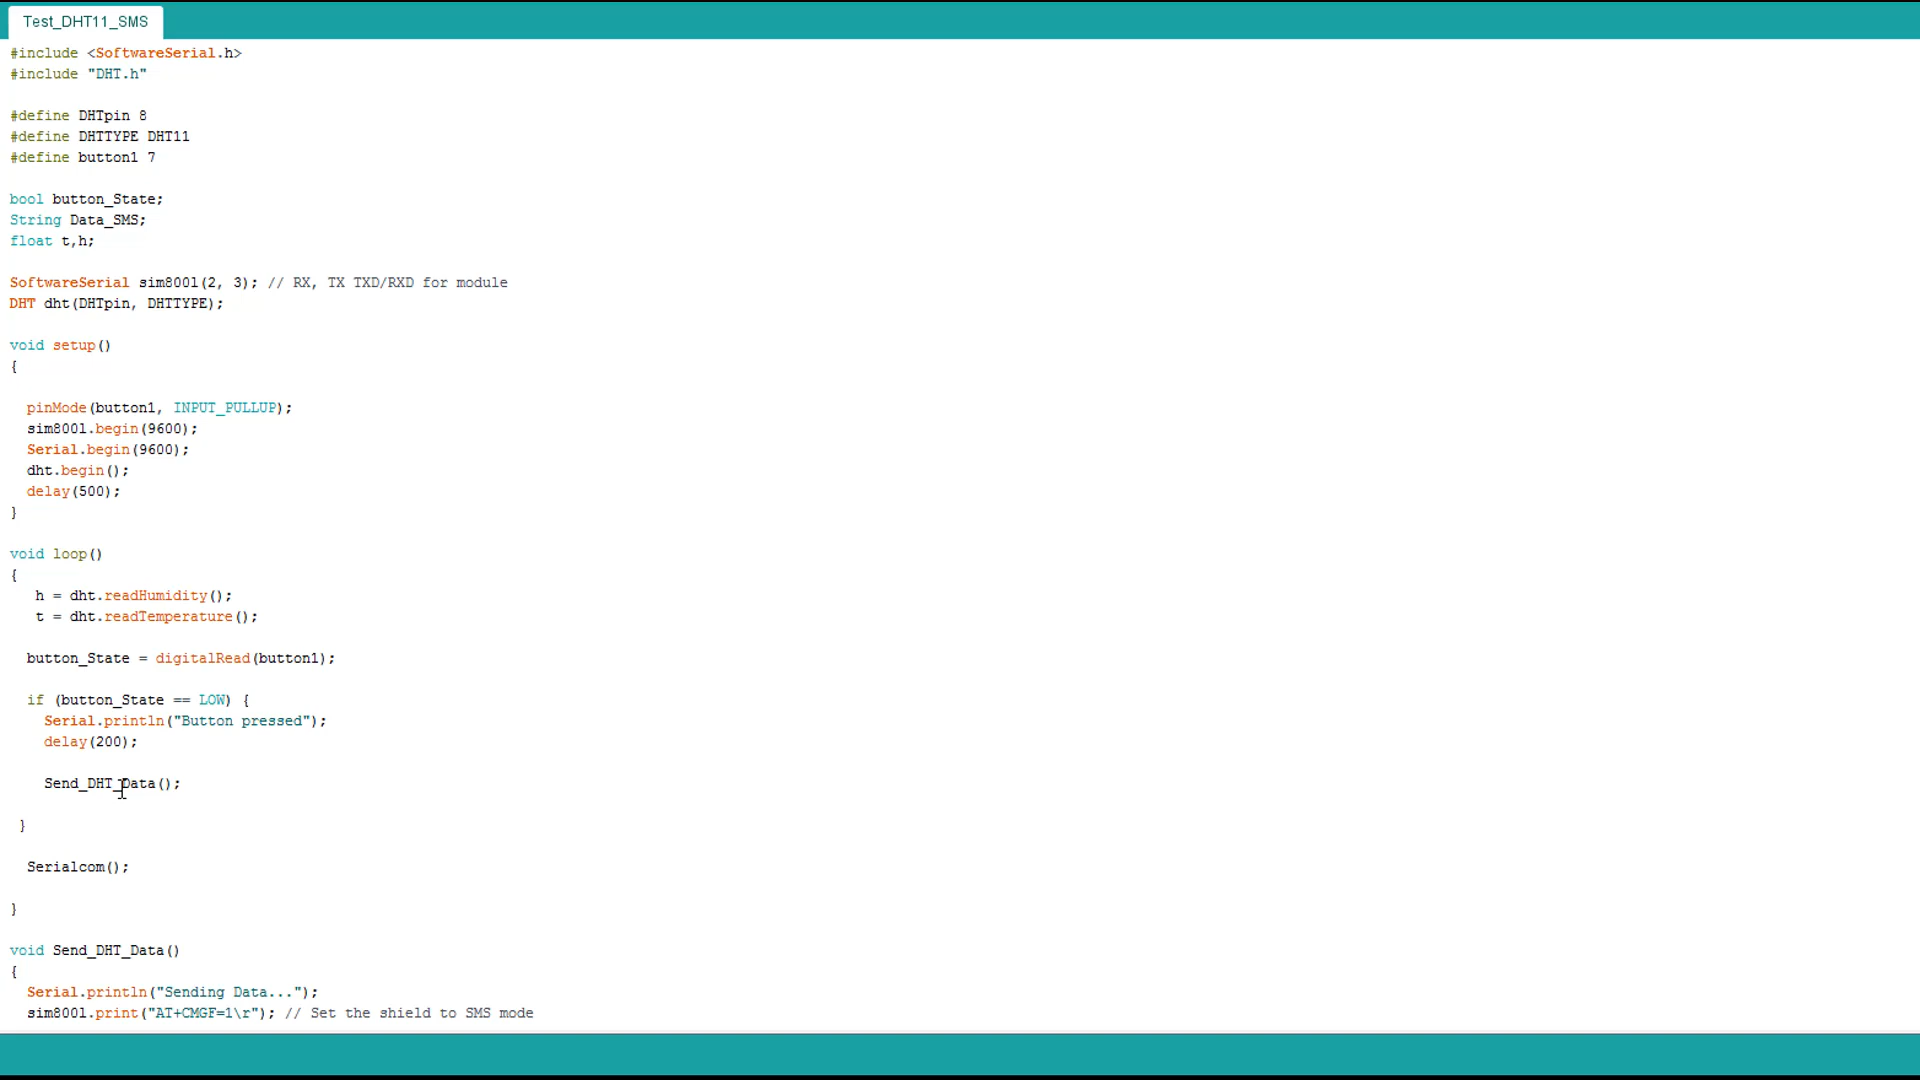 Test_DHT11_SMS
#include <SoftwareSerial.h>
#include "DHT.h"
#define DHTpin 8
#define DHTTYPE DHT11
#define button1 7
bool button_State;
String Data_SMS;
float t,h;
SoftwareSerial sim800l(2, 3); // RX, TX TXD/RXD for module
DHT dht(DHTpin, DHTTYPE);
void setup()
{
pinMode(button1, INPUT_PULLUP);
sim800l.begin(9600);
Serial.begin(9600);
dht.begin();
delay(500);
}
void loop()
{
h = dht.readHumidity();
t = dht.readTemperature();
button_State = digitalRead(button1);
if (button_State == LOW) {
Serial.println("Button pressed");
delay(200);
Send_DHT_Data();
}
Serialcom();
}
void Send_DHT_Data()
{
Serial.println("Sending Data...");
sim800l.print("AT+CMGF=1\r"); // Set the shield to SMS mode